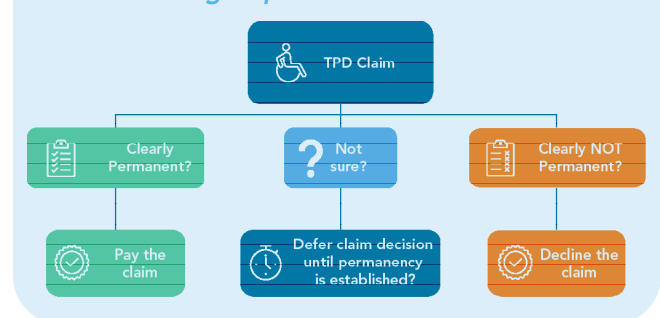 TPD Claim
Clearly
Permanent?
?
Not
sure?
Clearly NOT
Permanent?
Pay the
claim
Defer claim decision
until permanency
is established?
Decline the
claim